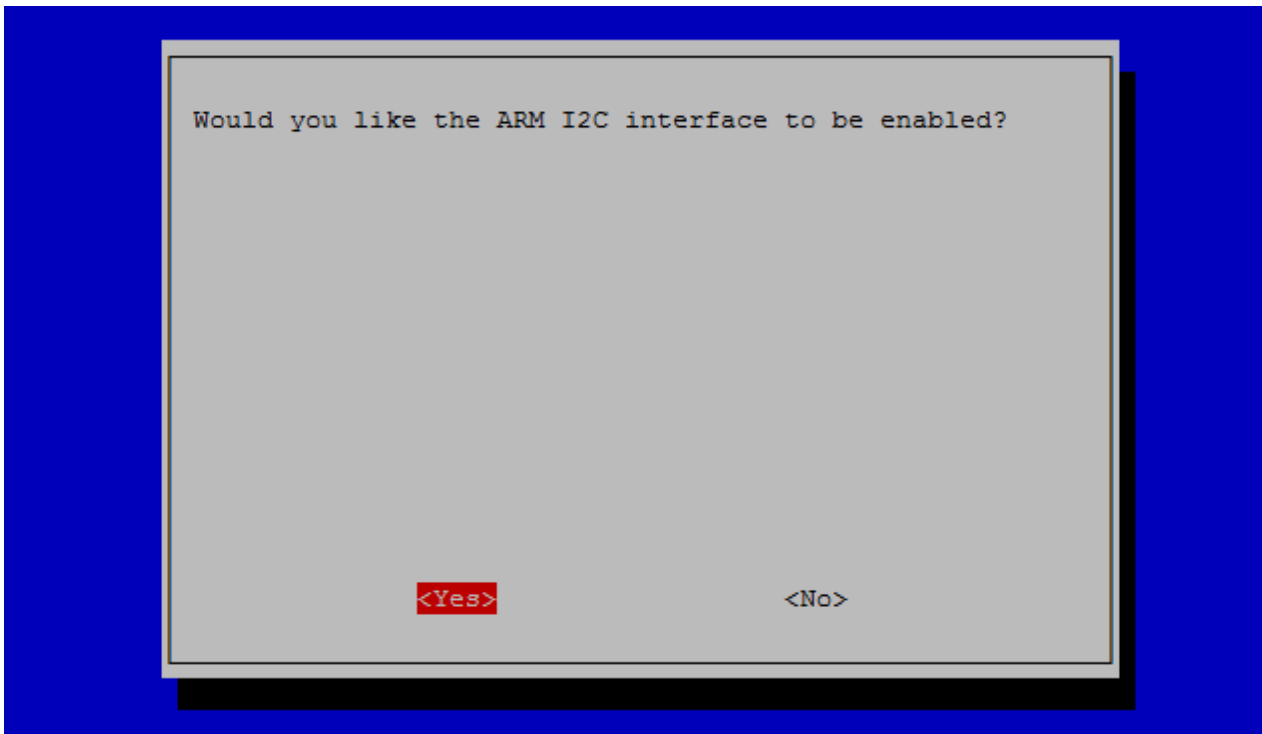 Would you like the ARM I2C interface to be enabled?
<Yes> <No>